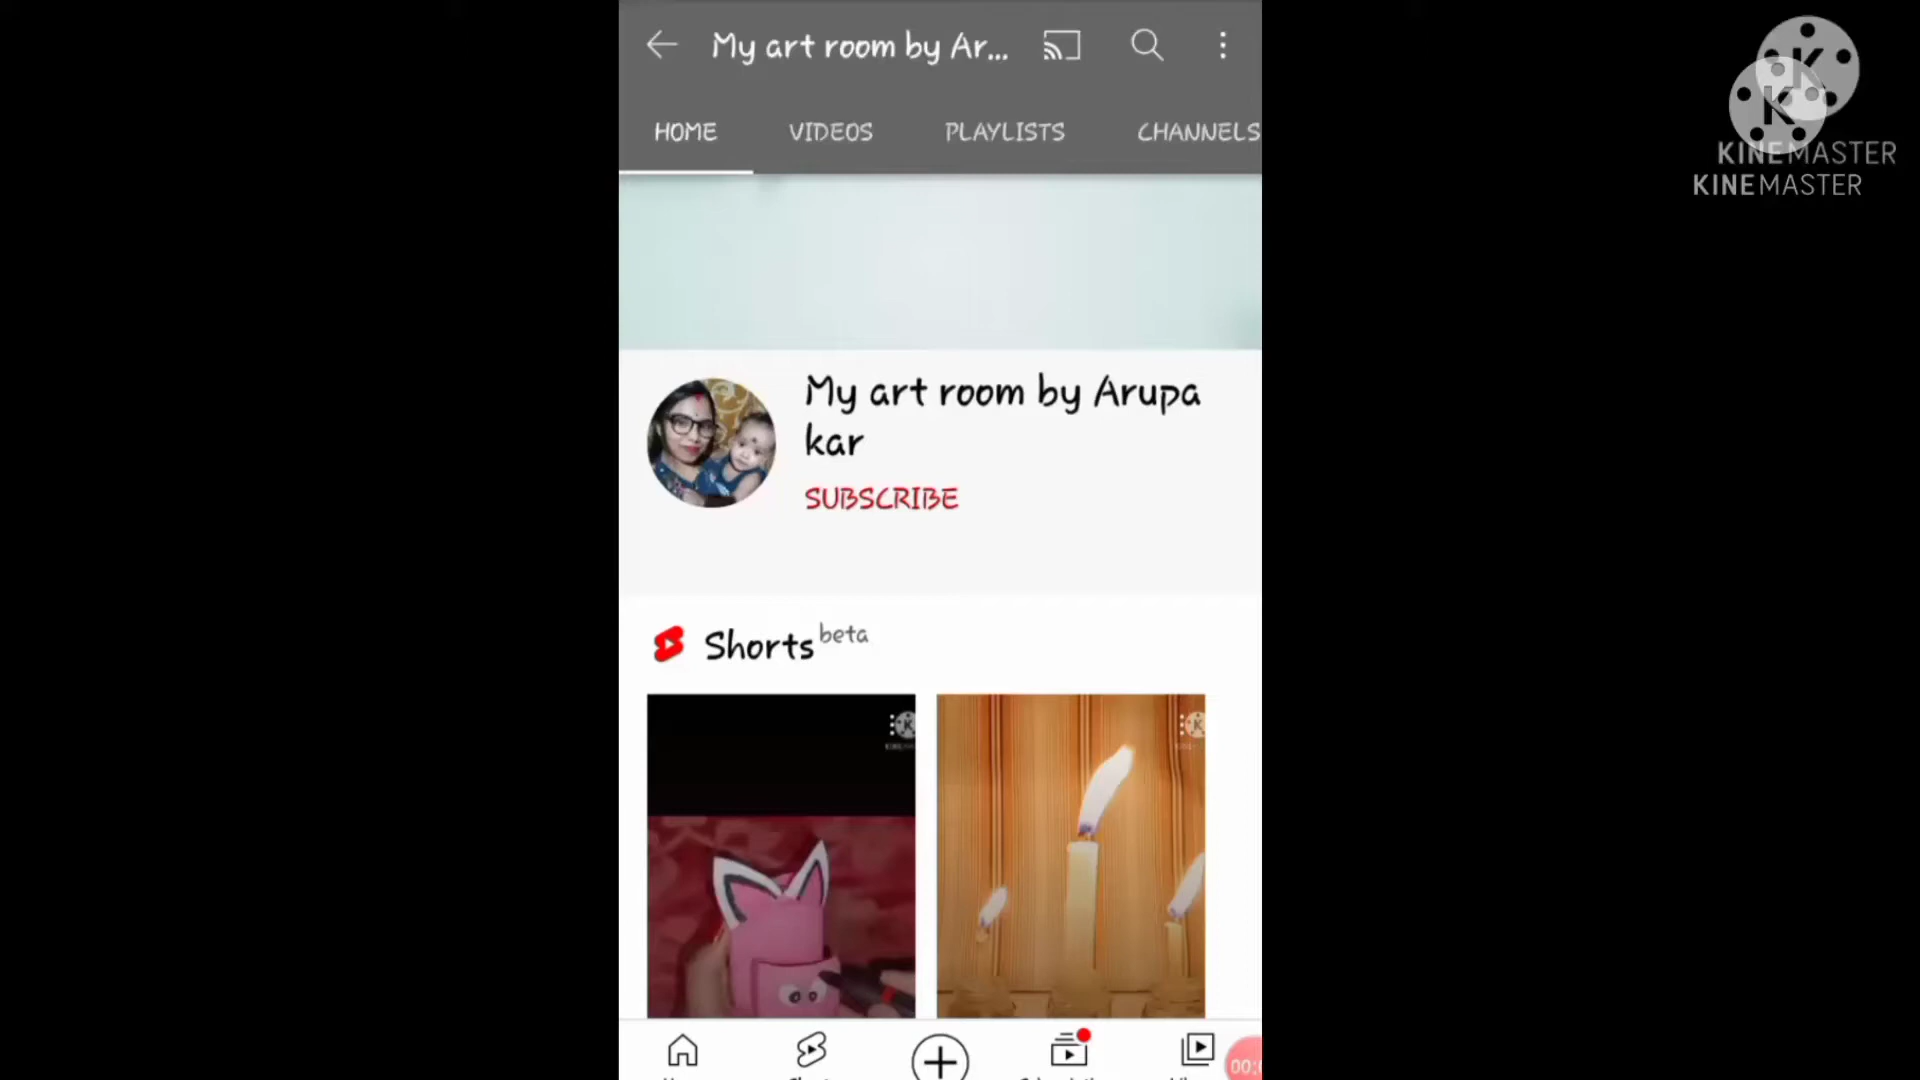 My art room by Ar...
HOME VIDEOS PLAYLISTS CHANNELS
KINEMASTER
KINEMASTER
My art room by Arupa
kar
SUBSCRIBE
Shorts beta